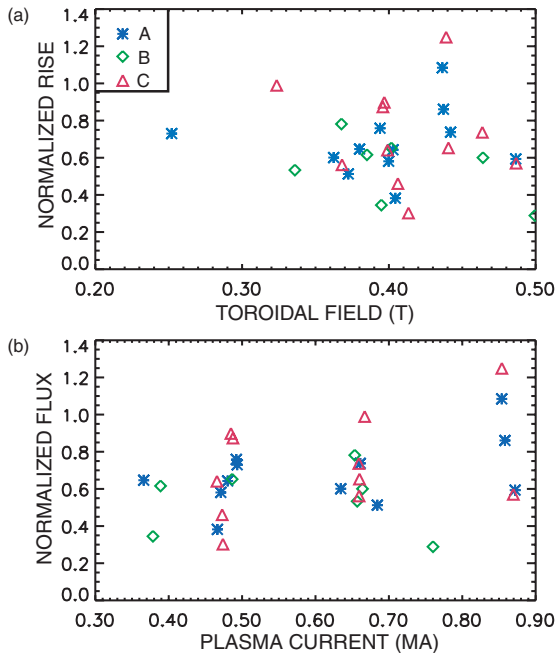 (a)
1.4
1.2
1.0
0.8
0.6
0.4
0.2
0.0
NORMALIZED RISE
A
B
C
0.20 0.30 0.40 0.50
TOROIDAL FIELD (T)
(b)
1.4
1.2
1.0
0.8
0.6
0.4
0.2
0.0
NORMALIZED FLUX
0.30 0.40 0.50 0.60 0.70 0.80 0.90
PLASMA CURRENT (MA)